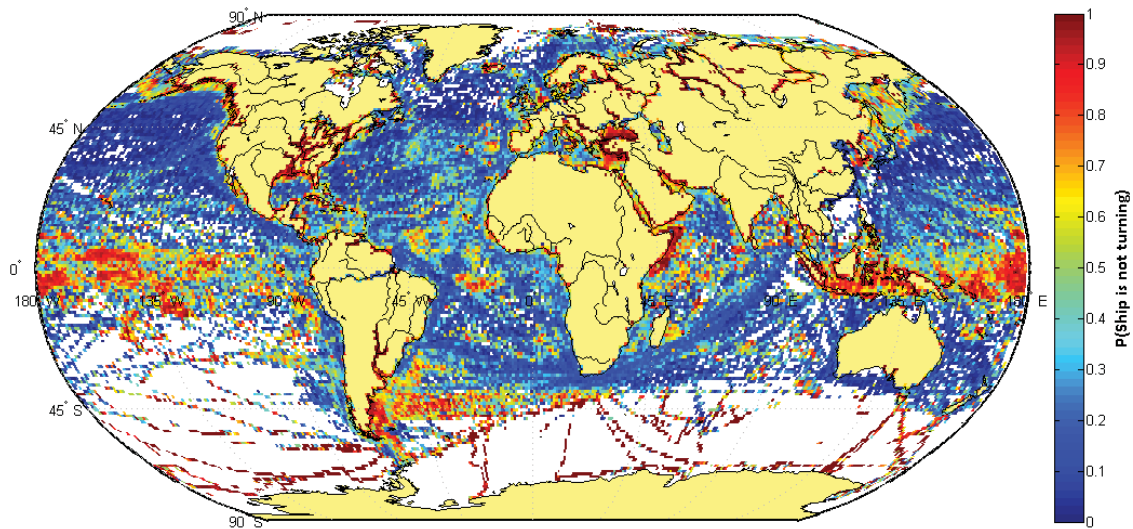 90° N
45° N
0°
180° W
135° W
90° W
45° W
0
45° E
90° E
135° E
180° E
45° S
90° S
1
0.9
0.8
0.7
0.6
0.5
0.4
0.3
0.2
0.1
0
P(Ship is not turning)